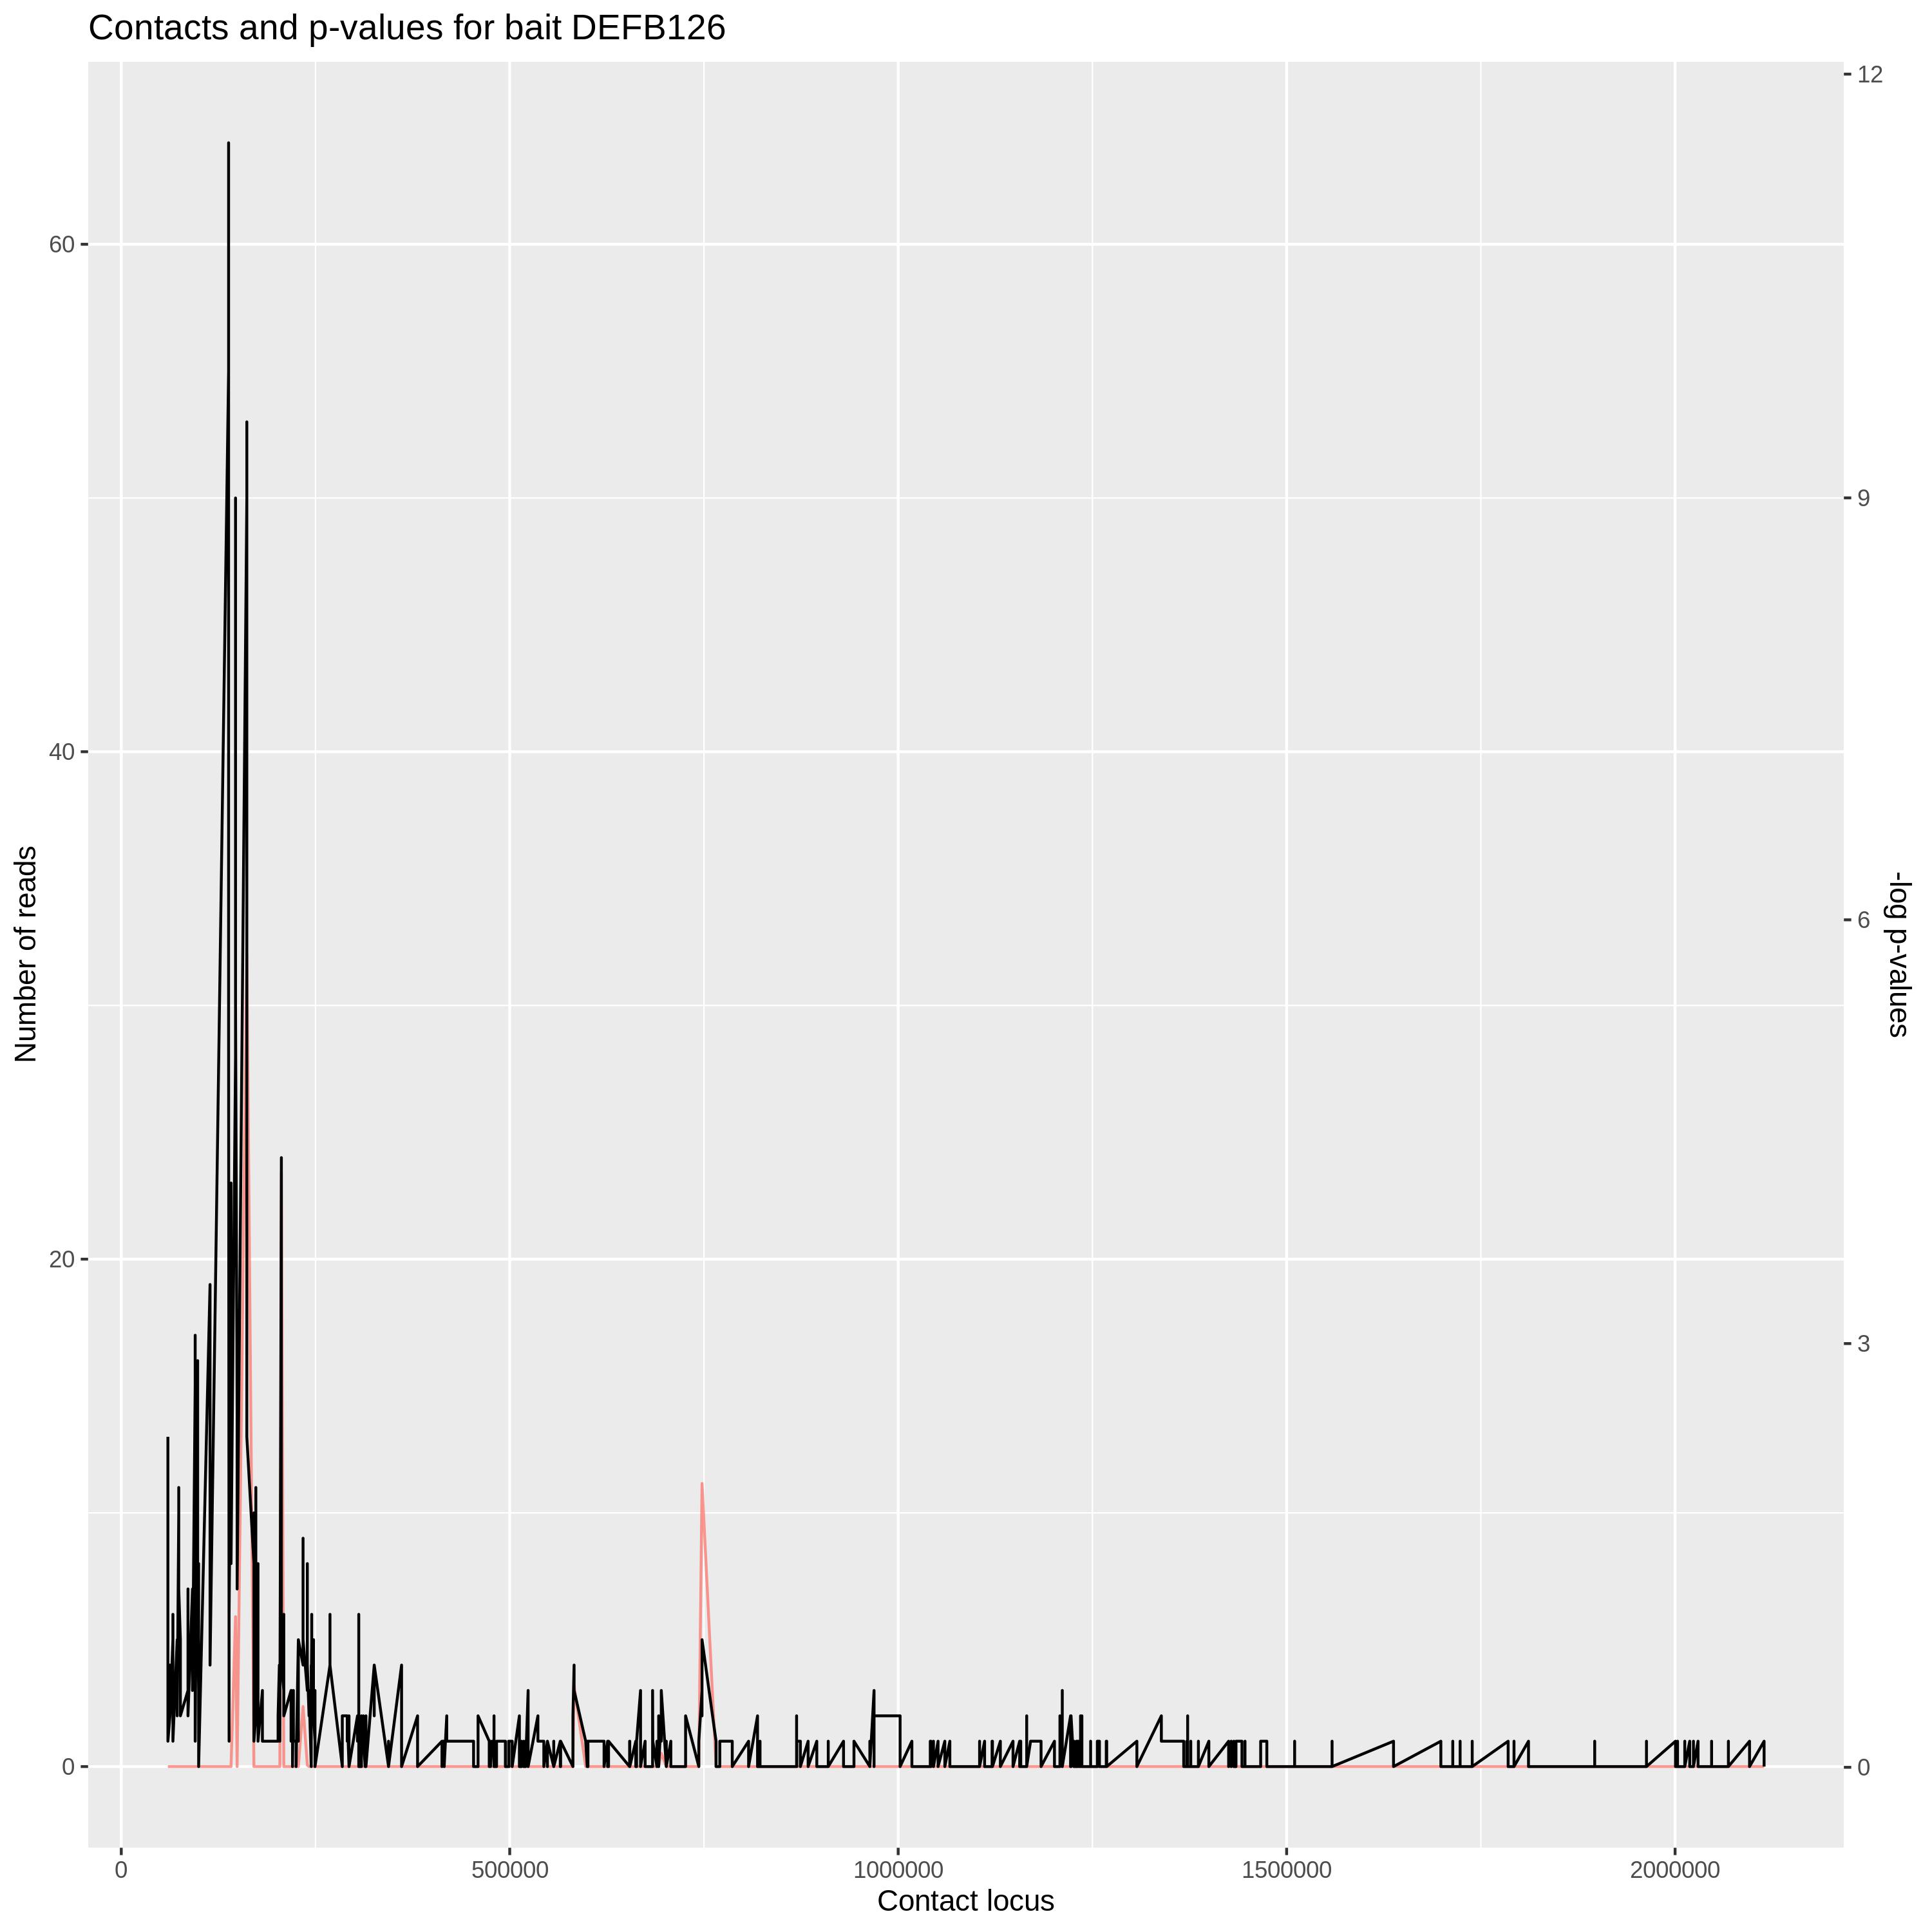 Contacts and p-values for bait DEFB126
Number of reads
60
40
20
0
12
9
6
3
0
-log p-values
0 500000 1000000 1500000 2000000
Contact locus